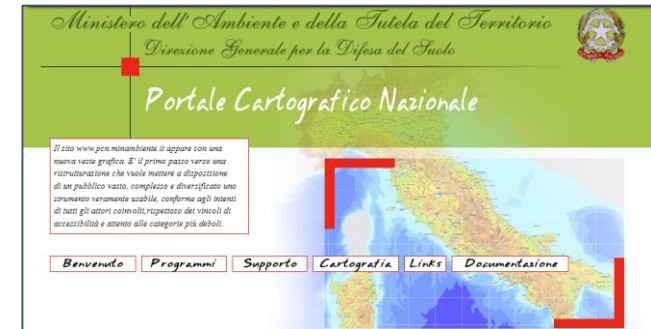 Ministero dell'Ambiente e della Tutela del Territorio
Direzione Generale per la Difesa del Suolo
Portale Cartografico Nazionale
Il sito www.pcn.minambiente.it appare con una
nuova veste grafica. E' il primo passo verso una
ristrutturazione che vuole mettere a disposizione
di un pubblico vasto, complesso e diversificato uno
strumento veramente usabile, conforme agli intenti
di tutti gli attori coinvolti,rispettoso dei vincoli di
accessibilità e attento alle categorie più deboli.
Benvenuto Programmi Supporto Cartografia Links Documentazione